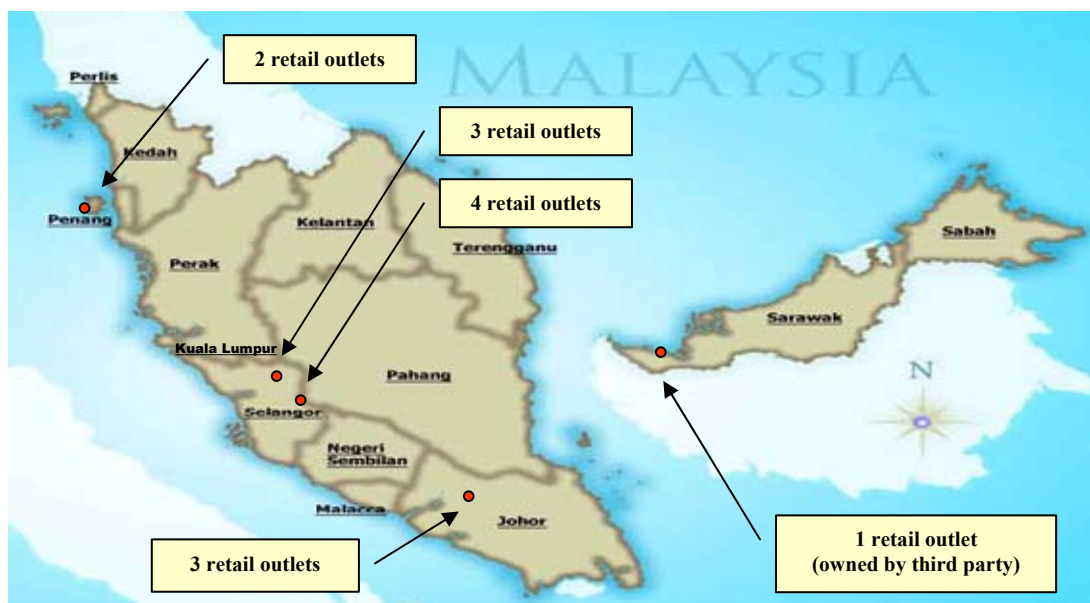 2 retail outlets
MALAYSIA
Perlis
3 retail outlets
Kedah
4 retail outlets
Penang
Kelantan
Sabah
Terengganu
Perak
Sarawak
Kuala Lumpur
N
Pahang
Selangor
Negeri
Sembilan
Malacca
Johor
3 retail outlets
1 retail outlet
(owned by third party)